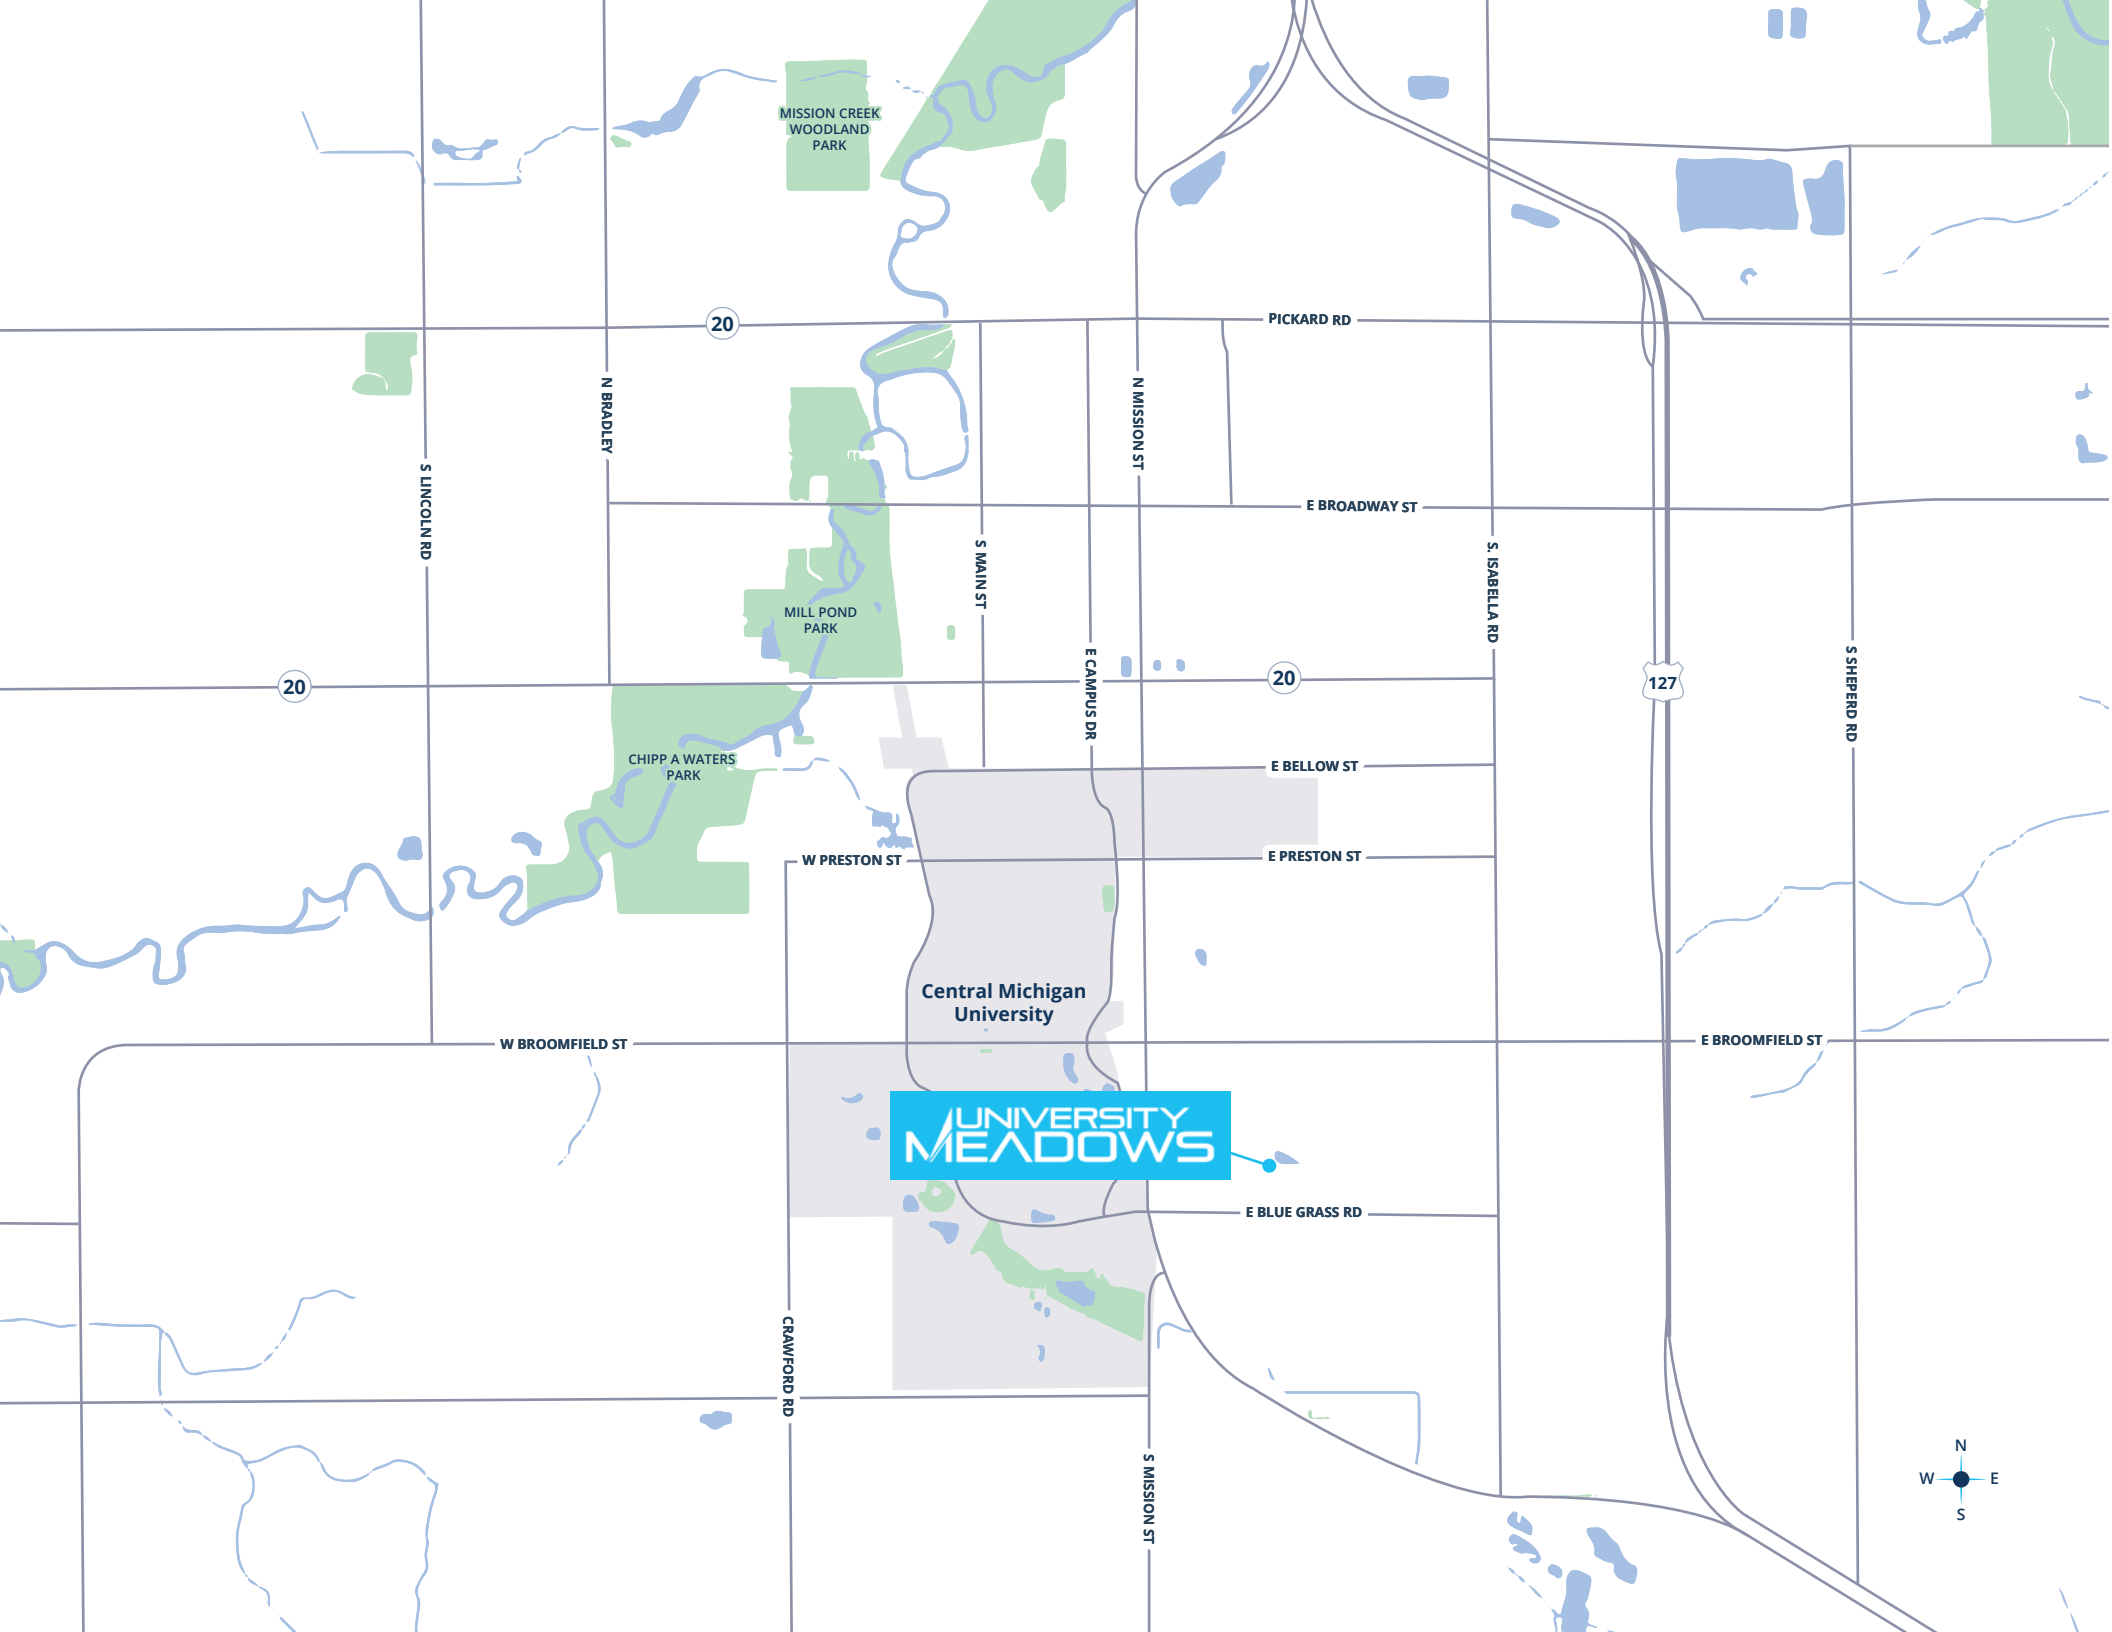 MISSION CREEK
WOODLAND
PARK
20
PICKARD RD
N BRADLEY
N MISSION ST
S LINCOLN RD
E BROADWAY ST
S MAIN ST
S. ISABELLA RD
MILL POND
PARK
E CAMPUS DR
S SHEPERD RD
20
20
127
CHIPP A WATERS
PARK
E BELLOW ST
W PRESTON ST
E PRESTON ST
Central Michigan
University
W BROOMFIELD ST
E BROOMFIELD ST
UNIVERSITY
MEADOWS
E BLUE GRASS RD
CRAWFORD RD
S MISSION ST
N
W E
S